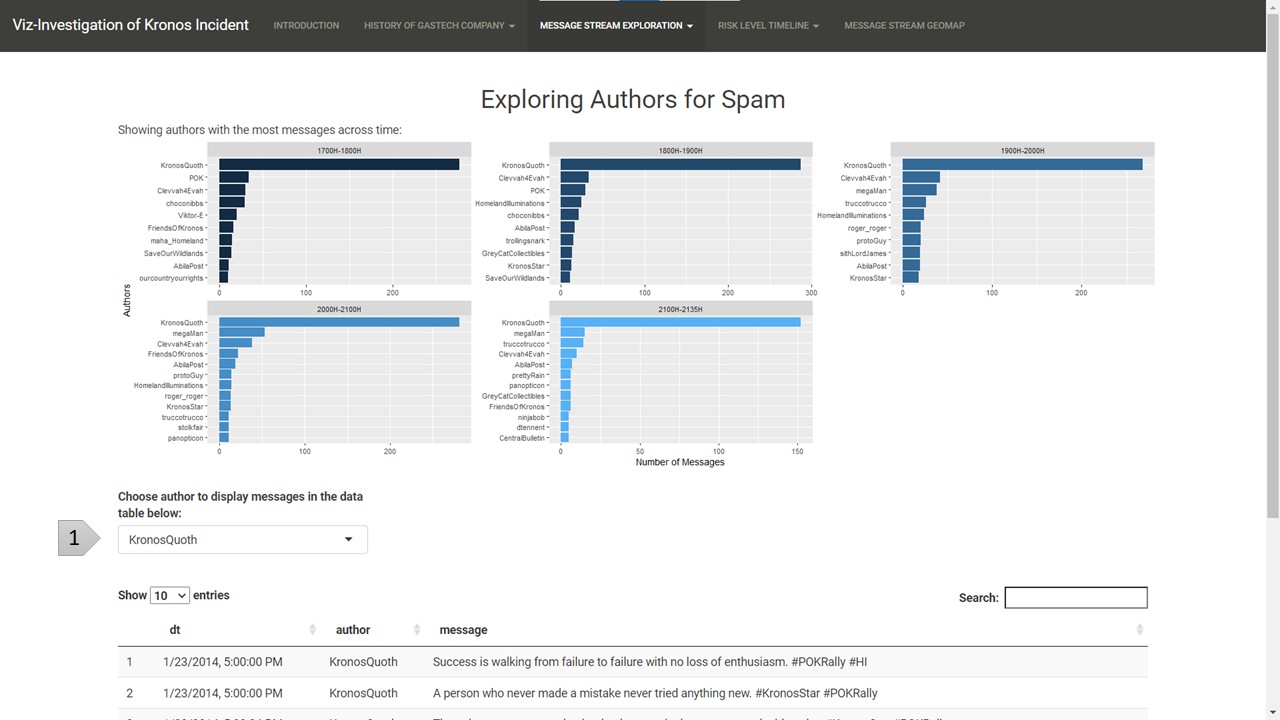 Viz-Investigation of Kronos Incident
INTRODUCTION
HISTORY OF GASTECH COMPANY
MESSAGE STREAM EXPLORATION
RISK LEVEL TIMELINE
MESSAGE STREAM GEOMAP
Exploring Authors for Spam
Showing authors with the most messages across time:
Authors
1700H-1800H
KronosQuoth
POK
Clevvah4Evah
choconibbs
Viktor-E
FriendsOfKronos
maha_Homeland
SaveOurWildlands
AbilaPost
ourcountryourrights
0 100 200
1800H-1900H
KronosQuoth
Clevvah4Evah
POK
HomelandIlluminations
choconibbs
AbilaPost
trollingsnark
GreyCatCollectibles
KronosStar
SaveOurWildlands
0 100 200 300
1900H-2000H
KronosQuoth
Clevvah4Evah
megaMan
truccotrucco
HomelandIlluminations
roger_roger
protoGuy
sithLordJames
AbilaPost
KronosStar
0 100 200
2000H-2100H
KronosQuoth
megaMan
Clevvah4Evah
FriendsOfKronos
AbilaPost
protoGuy
HomelandIlluminations
roger_roger
KronosStar
truccotrucco
stolkfair
panopticon
0 100 200
2100H-2135H
KronosQuoth
megaMan
truccotrucco
Clevvah4Evah
AbilaPost
prettyRain
panopticon
GreyCatCollectibles
FriendsOfKronos
ninjabob
dtennent
CentralBulletin
0 50 100 150
Number of Messages
Choose author to display messages in the data
table below:
1
KronosQuoth
Show 10 entries
Search:
dt author message
1 1/23/2014, 5:00:00 PM KronosQuoth Success is walking from failure to failure with no loss of enthusiasm. #POKRally #HI
2 1/23/2014, 5:00:00 PM KronosQuoth A person who never made a mistake never tried anything new. #KronosStar #POKRally